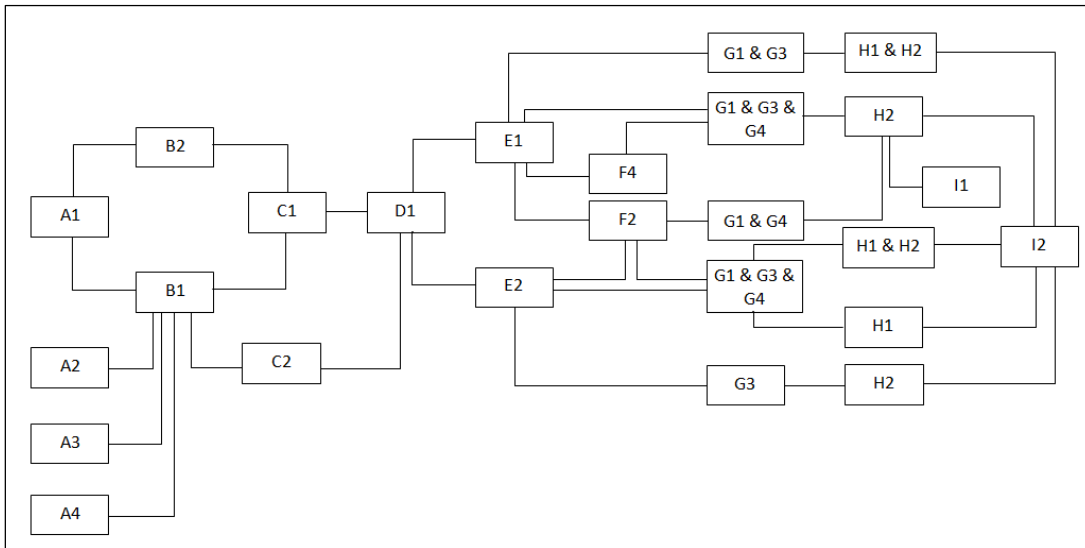 G1 & G3
H1 & H2
G1 & G3 &
G4
H2
B2
E1
F4
I1
A1
C1
D1
F2
G1 & G4
H1 & H2
I2
B1
E2
G1 & G3 &
G4
H1
A2
C2
G3
H2
A3
A4